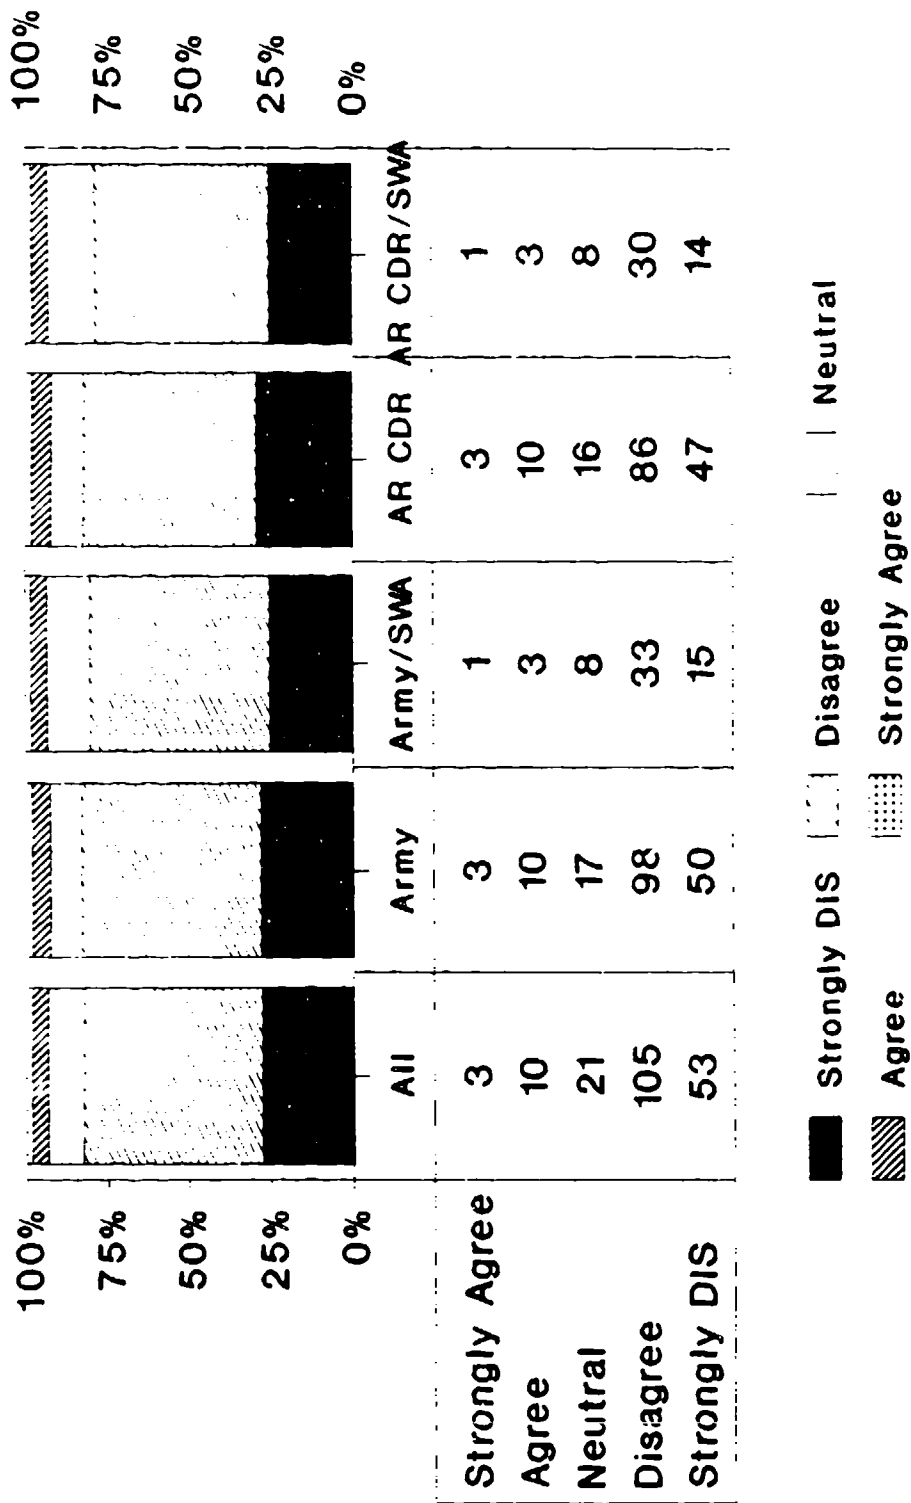 100% 100%
75% 75%
50% 50%
25% 25%
0% 0%
All Army Army/SWA AR CDR AR CDR/SWA
Strongly Agree 3 3 1 3 1
Agree 10 10 3 10 3
Neutral 21 17 8 16 8
Disagree 105 98 33 86 30
Strongly DIS 53 50 15 47 14
Strongly DIS Disagree Neutral
Agree Strongly Agree